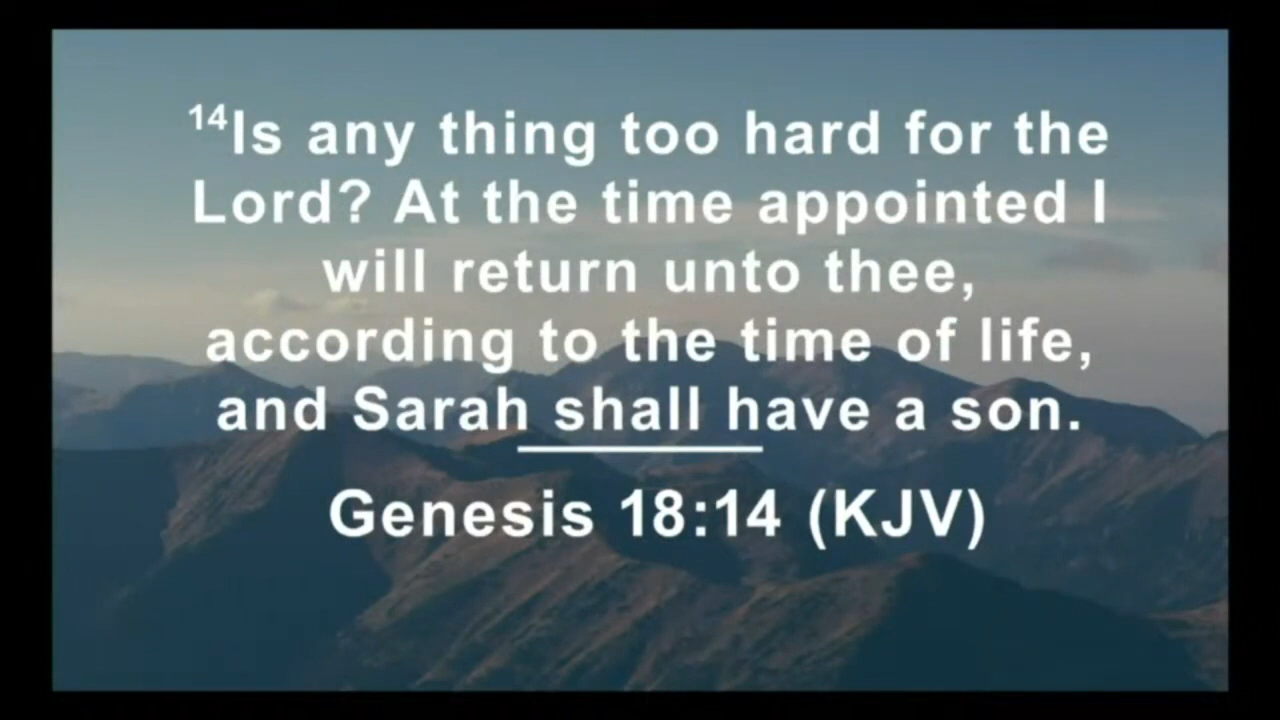 14Is any thing too hard for the
Lord? At the time appointed I
will return unto thee,
according to the time of life,
and Sarah shall have a son.
Genesis 18:14 (KJV)